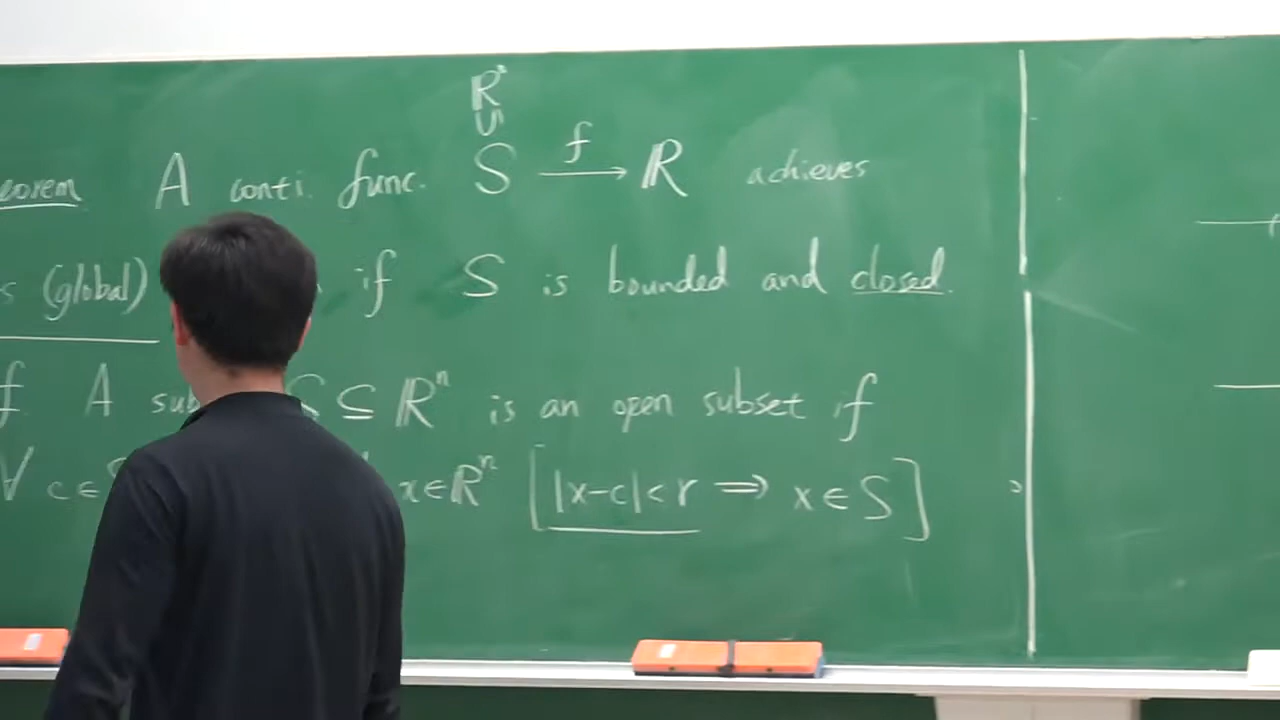 ℝⁿ
∪ı
eorem A conti. func. S —f→ ℝ achieves
s (global) if S is bounded and closed.
f. A sub S ⊆ ℝⁿ is an open subset if
∀ c∈S x∈ℝⁿ [|x-c|<r ⟹ x∈S]